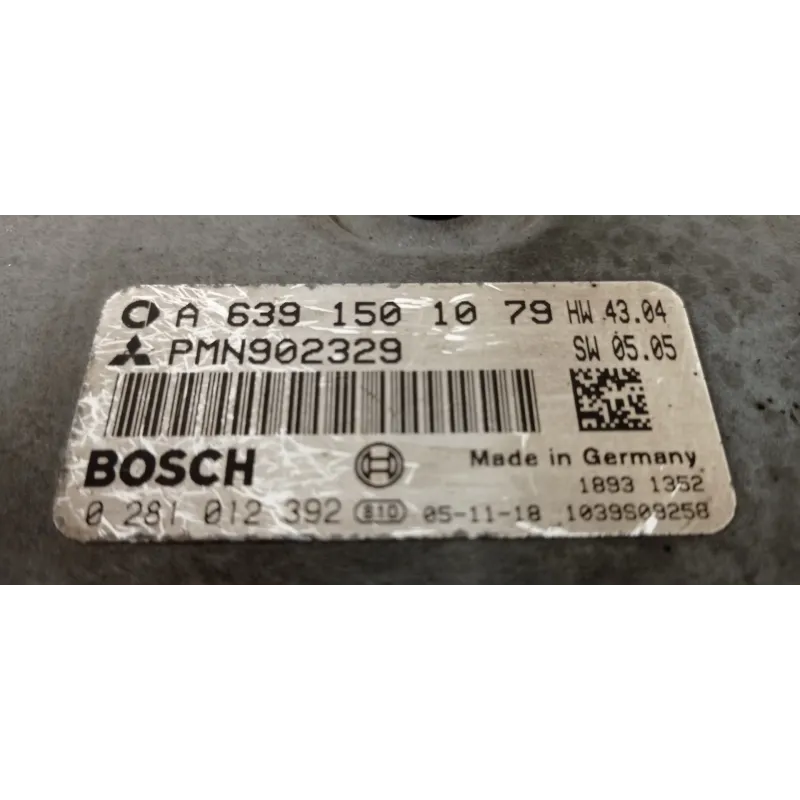 A 639 150 10 79 HW 43.04
PMN902329 SW 05.05
BOSCH Made in Germany
1893 1352
0 281 012 392 810 05-11-18 1039S09258